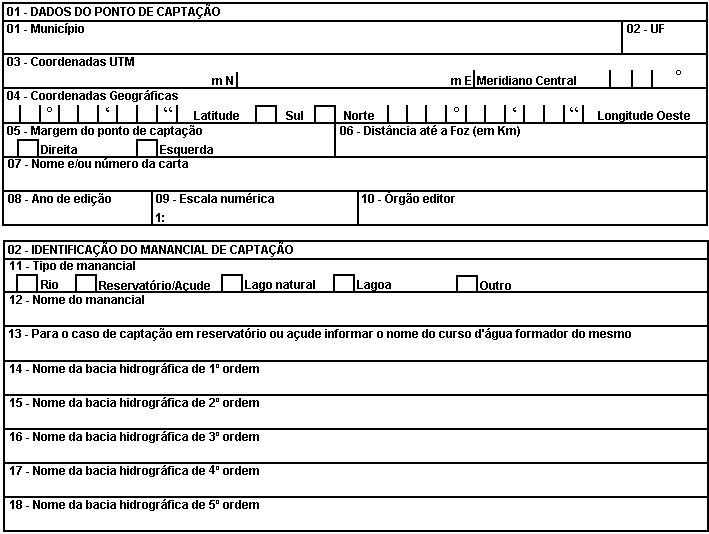 01 - DADOS DO PONTO DE CAPTAÇÃO
01 - Município 02 - UF
03 - Coordenadas UTM
m N m E Meridiano Central º
04 - Coordenadas Geográficas
º ‘ “ Latitude Sul Norte º ‘ “ Longitude Oeste
05 - Margem do ponto de captação 06 - Distância até a Foz (em Km)
Direita Esquerda
07 - Nome e/ou número da carta
08 - Ano de edição 09 - Escala numérica 10 - Órgão editor
1:
02 - IDENTIFICAÇÃO DO MANANCIAL DE CAPTAÇÃO
11 - Tipo de manancial
Rio Reservatório/Açude Lago natural Lagoa Outro
12 - Nome do manancial
13 - Para o caso de captação em reservatório ou açude informar o nome do curso d'água formador do mesmo
14 - Nome da bacia hidrográfica de 1º ordem
15 - Nome da bacia hidrográfica de 2º ordem
16 - Nome da bacia hidrográfica de 3º ordem
17 - Nome da bacia hidrográfica de 4º ordem
18 - Nome da bacia hidrográfica de 5º ordem